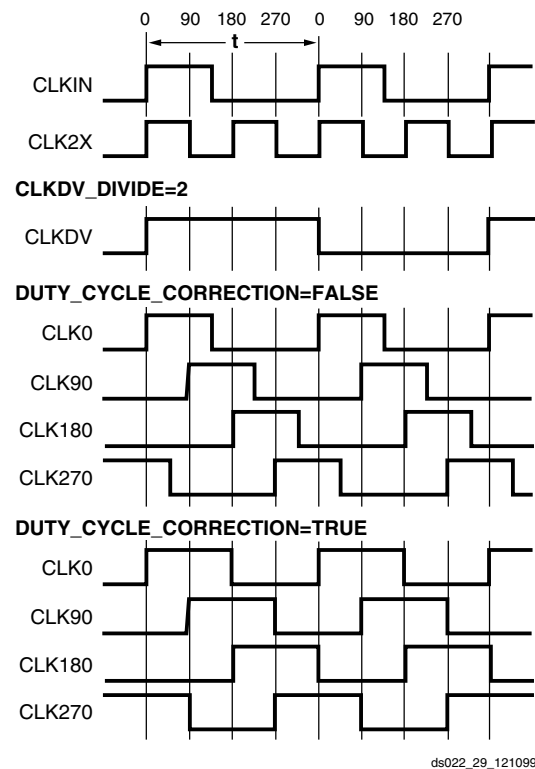 0 90 180 270 0 90 180 270
t
CLKIN
CLK2X
CLKDV_DIVIDE=2
CLKDV
DUTY_CYCLE_CORRECTION=FALSE
CLK0
CLK90
CLK180
CLK270
DUTY_CYCLE_CORRECTION=TRUE
CLK0
CLK90
CLK180
CLK270
ds022_29_121099